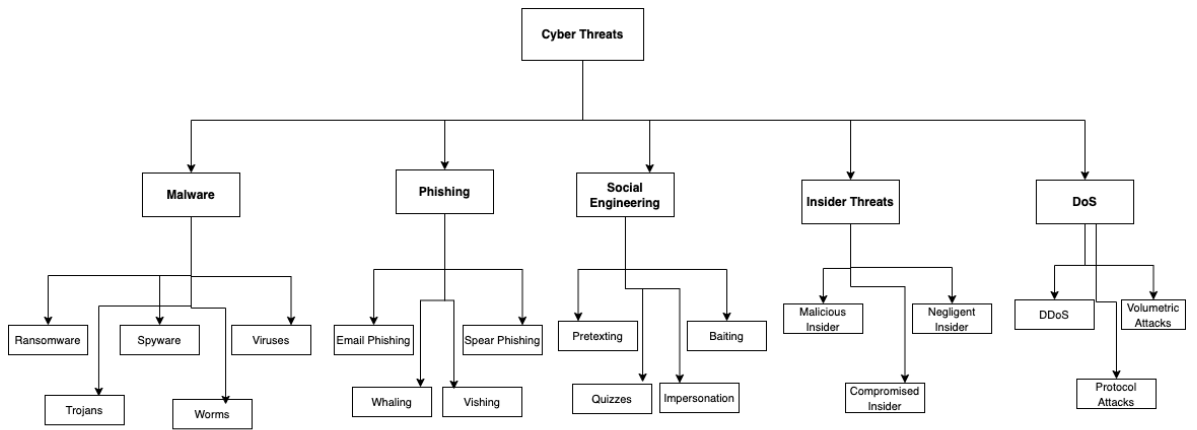 Cyber Threats
Malware
Phishing
Social
Engineering
Insider Threats
DoS
Ransomware
Spyware
Viruses
Trojans
Worms
Email Phishing
Spear Phishing
Whaling
Vishing
Pretexting
Baiting
Quizzes
Impersonation
Malicious
Insider
Negligent
Insider
Compromised
Insider
DDoS
Volumetric
Attacks
Protocol
Attacks